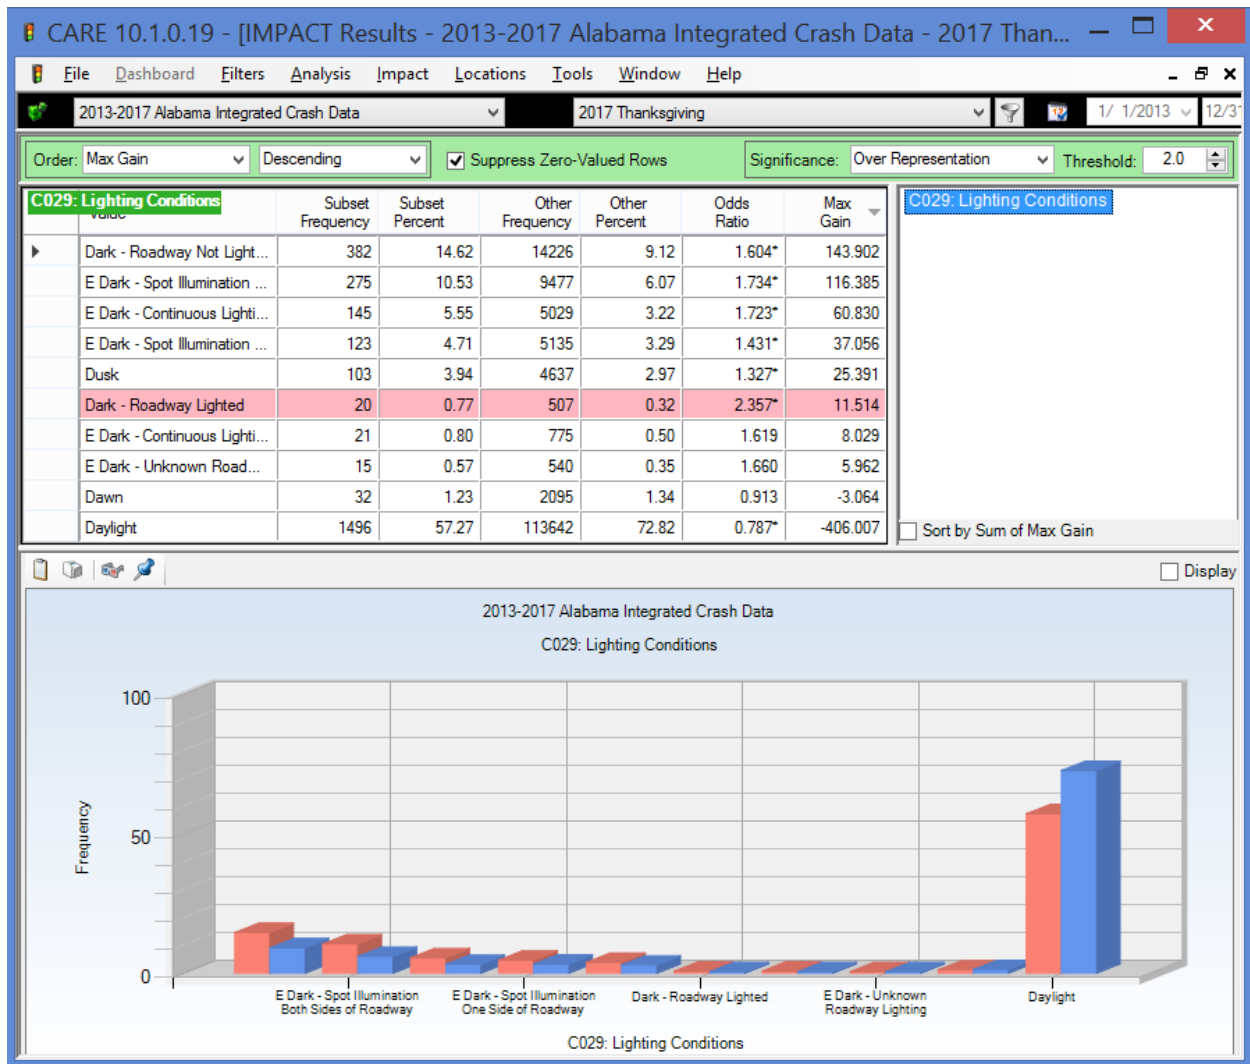 CARE 10.1.0.19 - [IMPACT Results - 2013-2017 Alabama Integrated Crash Data - 2017 Than...
File Dashboard Filters Analysis Impact Locations Tools Window Help
2013-2017 Alabama Integrated Crash Data 2017 Thanksgiving 1/ 1/2013 12/31
Order: Max Gain Descending Suppress Zero-Valued Rows Significance: Over Representation Threshold: 2.0
C029: Lighting Conditions
Value Subset Frequency Subset Percent Other Frequency Other Percent Odds Ratio Max Gain
Dark - Roadway Not Light... 382 14.62 14226 9.12 1.604* 143.902
E Dark - Spot Illumination ... 275 10.53 9477 6.07 1.734* 116.385
E Dark - Continuous Lighti... 145 5.55 5029 3.22 1.723* 60.830
E Dark - Spot Illumination ... 123 4.71 5135 3.29 1.431* 37.056
Dusk 103 3.94 4637 2.97 1.327* 25.391
Dark - Roadway Lighted 20 0.77 507 0.32 2.357* 11.514
E Dark - Continuous Lighti... 21 0.80 775 0.50 1.619 8.029
E Dark - Unknown Road... 15 0.57 540 0.35 1.660 5.962
Dawn 32 1.23 2095 1.34 0.913 -3.064
Daylight 1496 57.27 113642 72.82 0.787* -406.007
C029: Lighting Conditions
Sort by Sum of Max Gain
Display
2013-2017 Alabama Integrated Crash Data
C029: Lighting Conditions
100
50
0
Frequency
E Dark - Spot Illumination
Both Sides of Roadway
E Dark - Spot Illumination
One Side of Roadway
Dark - Roadway Lighted
E Dark - Unknown
Roadway Lighting
Daylight
C029: Lighting Conditions